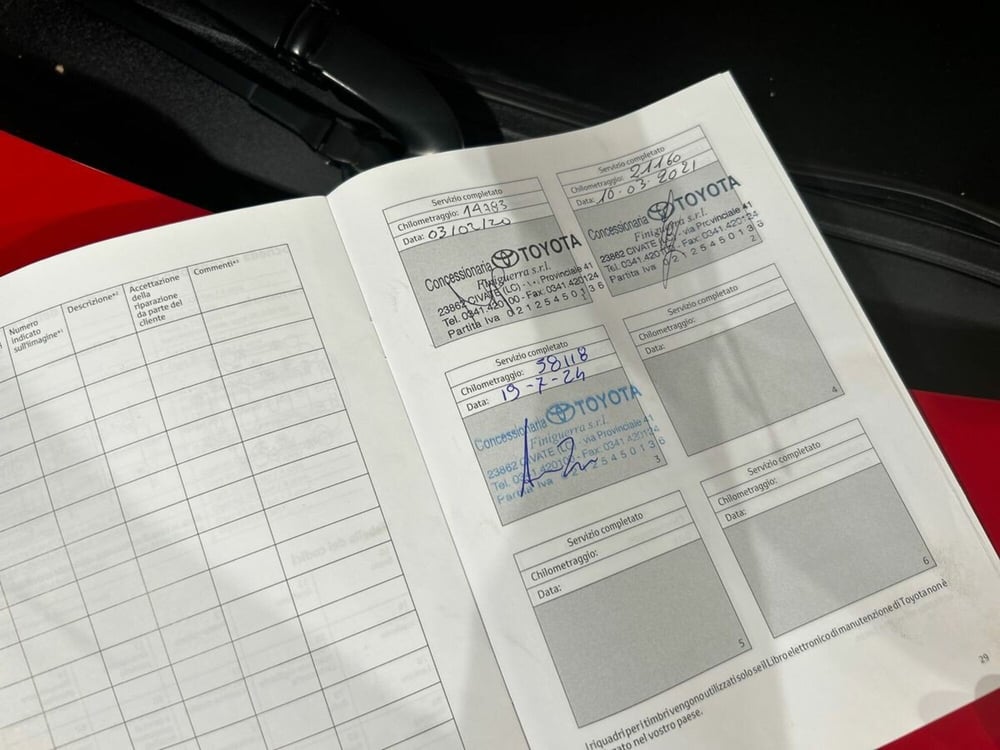 Numero
indicato
sull'immagine*¹
Descrizione*²
Accettazione
della
riparazione
da parte del
cliente
Commenti*³
Servizio completato
Chilometraggio: 14783
Data: 03/02/20
Concessionaria TOYOTA
Finiguerra s.r.l.
23862 CIVATE (LC) - Via Provinciale 41
Tel. 0341.420100 - Fax: 0341.420124
Partita Iva 02125450136
Servizio completato
Chilometraggio: 21160
Data: 10.03.2021
Concessionaria TOYOTA
Finiguerra s.r.l.
23862 CIVATE (LC) - via Provinciale 41
Tel. 0341.420100 - Fax: 0341.420124
Partita Iva 02125450136
2
Servizio completato
Chilometraggio: 38118
Data: 19-7-24
Concessionaria TOYOTA
Finiguerra s.r.l.
23862 CIVATE (LC) - via Provinciale 41
Tel. 0341.420100 - Fax: 0341.420124
Partita Iva 02125450136
3
Servizio completato
Chilometraggio:
Data:
4
Servizio completato
Chilometraggio:
Data:
5
Servizio completato
Chilometraggio:
Data:
6
I riquadri per i timbri vengono utilizzati solo se il Libro elettronico di manutenzione di Toyota non è
zato nel vostro paese.
29